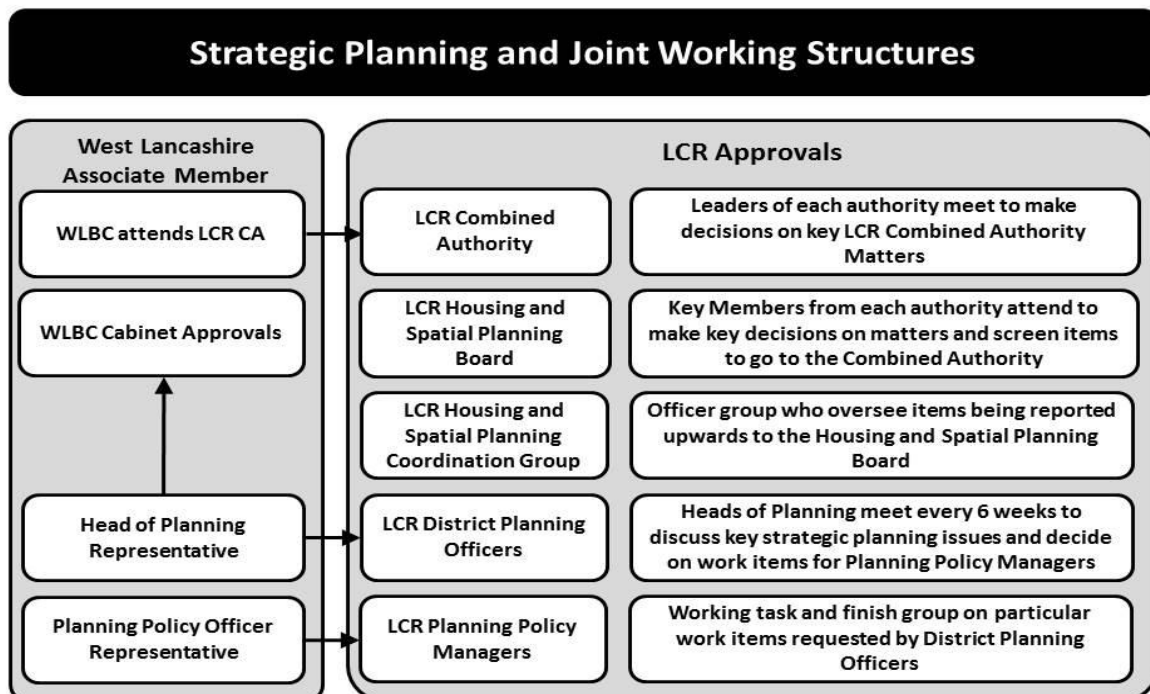 Strategic Planning and Joint Working Structures
West Lancashire
Associate Member
WLBC attends LCR CA
WLBC Cabinet Approvals
Head of Planning
Representative
Planning Policy Officer
Representative
LCR Approvals
LCR Combined
Authority
Leaders of each authority meet to make
decisions on key LCR Combined Authority
Matters
LCR Housing and
Spatial Planning
Board
Key Members from each authority attend to
make key decisions on matters and screen items
to go to the Combined Authority
LCR Housing and
Spatial Planning
Coordination Group
Officer group who oversee items being reported
upwards to the Housing and Spatial Planning
Board
LCR District Planning
Officers
Heads of Planning meet every 6 weeks to
discuss key strategic planning issues and decide
on work items for Planning Policy Managers
LCR Planning Policy
Managers
Working task and finish group on particular
work items requested by District Planning
Officers